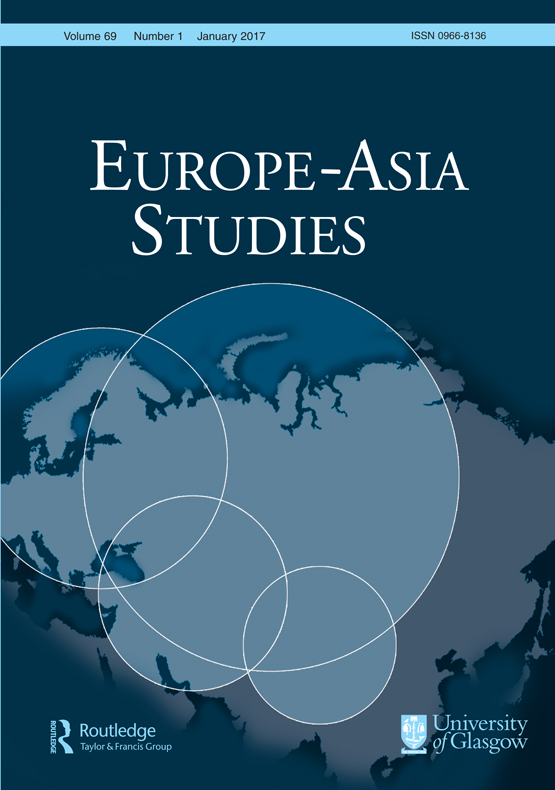 Volume 69 Number 1 January 2017 ISSN 0966-8136
EUROPE-ASIA
STUDIES
ROUTLEDGE
Routledge
Taylor & Francis Group
University
of Glasgow